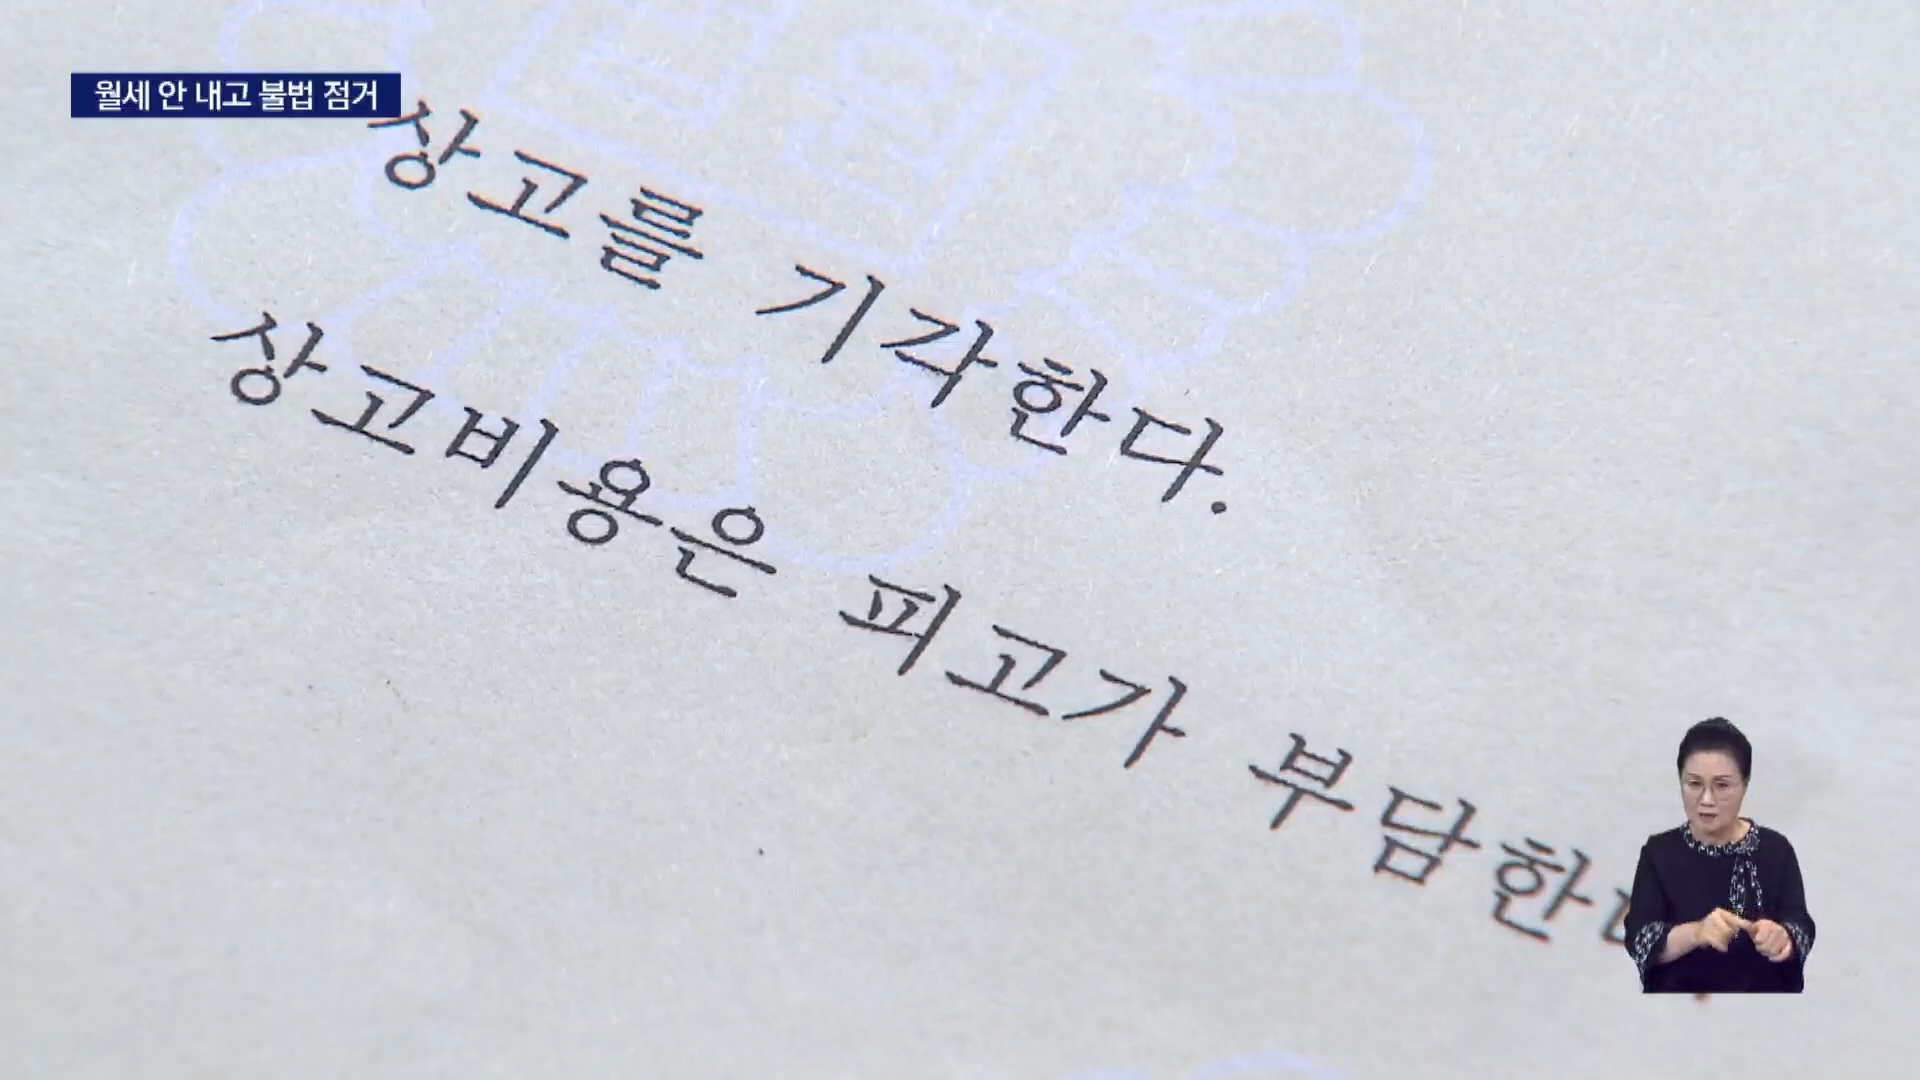 월세 안 내고 불법 점거
상고를 기각한다.
상고비용은 피고가 부담한